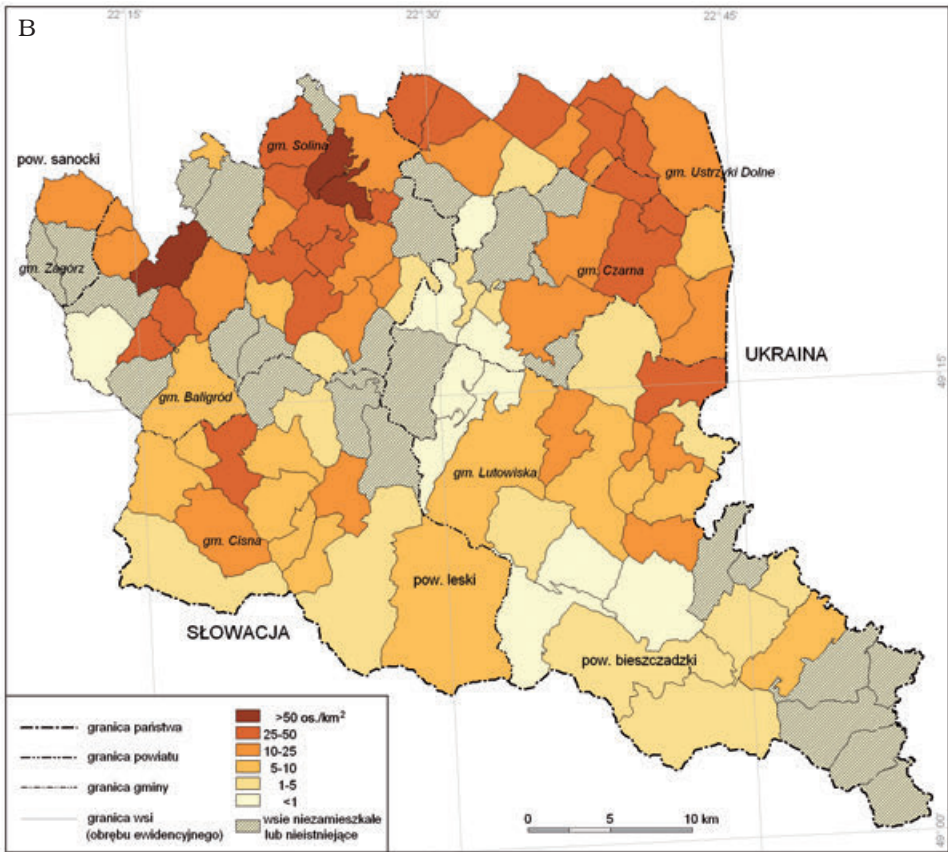 B
22°15'
22°30'
22°45'
pow. sanocki
gm. Solina
gm. Ustrzyki Dolne
gm. Zagórz
gm. Czarna
UKRAINA
49°15'
gm. Baligród
gm. Lutowiska
gm. Cisna
pow. leski
SŁOWACJA
pow. bieszczadzki
granica państwa
granica powiatu
granica gminy
granica wsi
(obrębu ewidencyjnego)
>50 os./km²
25-50
10-25
5-10
1-5
<1
wsie niezamieszkałe
lub nieistniejące
0 5 10 km
49°00'